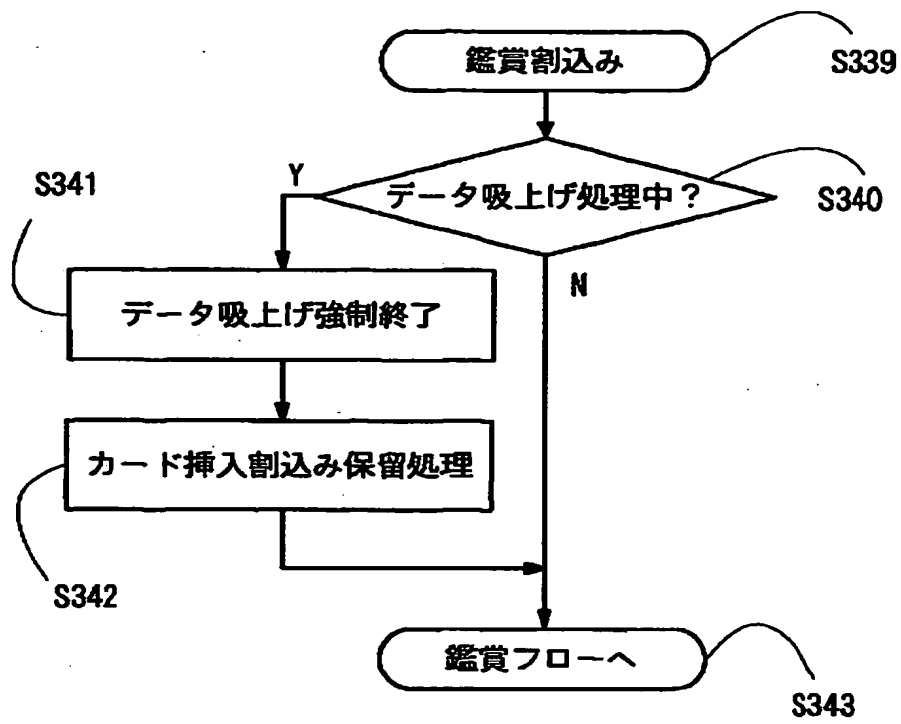 鑑賞割込み
S339
データ吸上げ処理中？
S340
Y
N
S341
データ吸上げ強制終了
カード挿入割込み保留処理
S342
鑑賞フローへ
S343